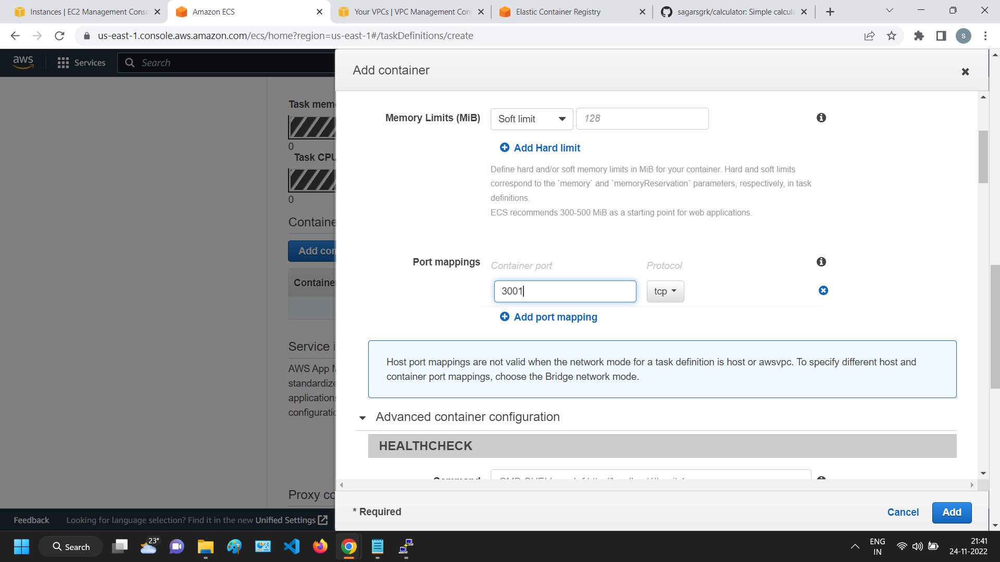 Instances | EC2 Management Consc
Amazon ECS
Your VPCs | VPC Management Con
Elastic Container Registry
sagarsgrk/calculator: Simple calcula
us-east-1.console.aws.amazon.com/ecs/home?region=us-east-1#/taskDefinitions/create
S
aws
Services
Search
Add container
Task mem
0
Task CPU
0
Containe
Add con
Containe
Service i
AWS App M
standardize
application
configuratio
Proxy co
Memory Limits (MiB)
Soft limit
128
Add Hard limit
Define hard and/or soft memory limits in MiB for your container. Hard and soft limits
correspond to the `memory` and `memoryReservation` parameters, respectively, in task
definitions.
ECS recommends 300-500 MiB as a starting point for web applications.
Port mappings
Container port
Protocol
3001
tcp
Add port mapping
Host port mappings are not valid when the network mode for a task definition is host or awsvpc. To specify different host and
container port mappings, choose the Bridge network mode.
Advanced container configuration
HEALTHCHECK
Command
* Required
Cancel
Add
Feedback
Looking for language selection? Find it in the new Unified Settings
23°
Search
ENG
IN
21:41
24-11-2022